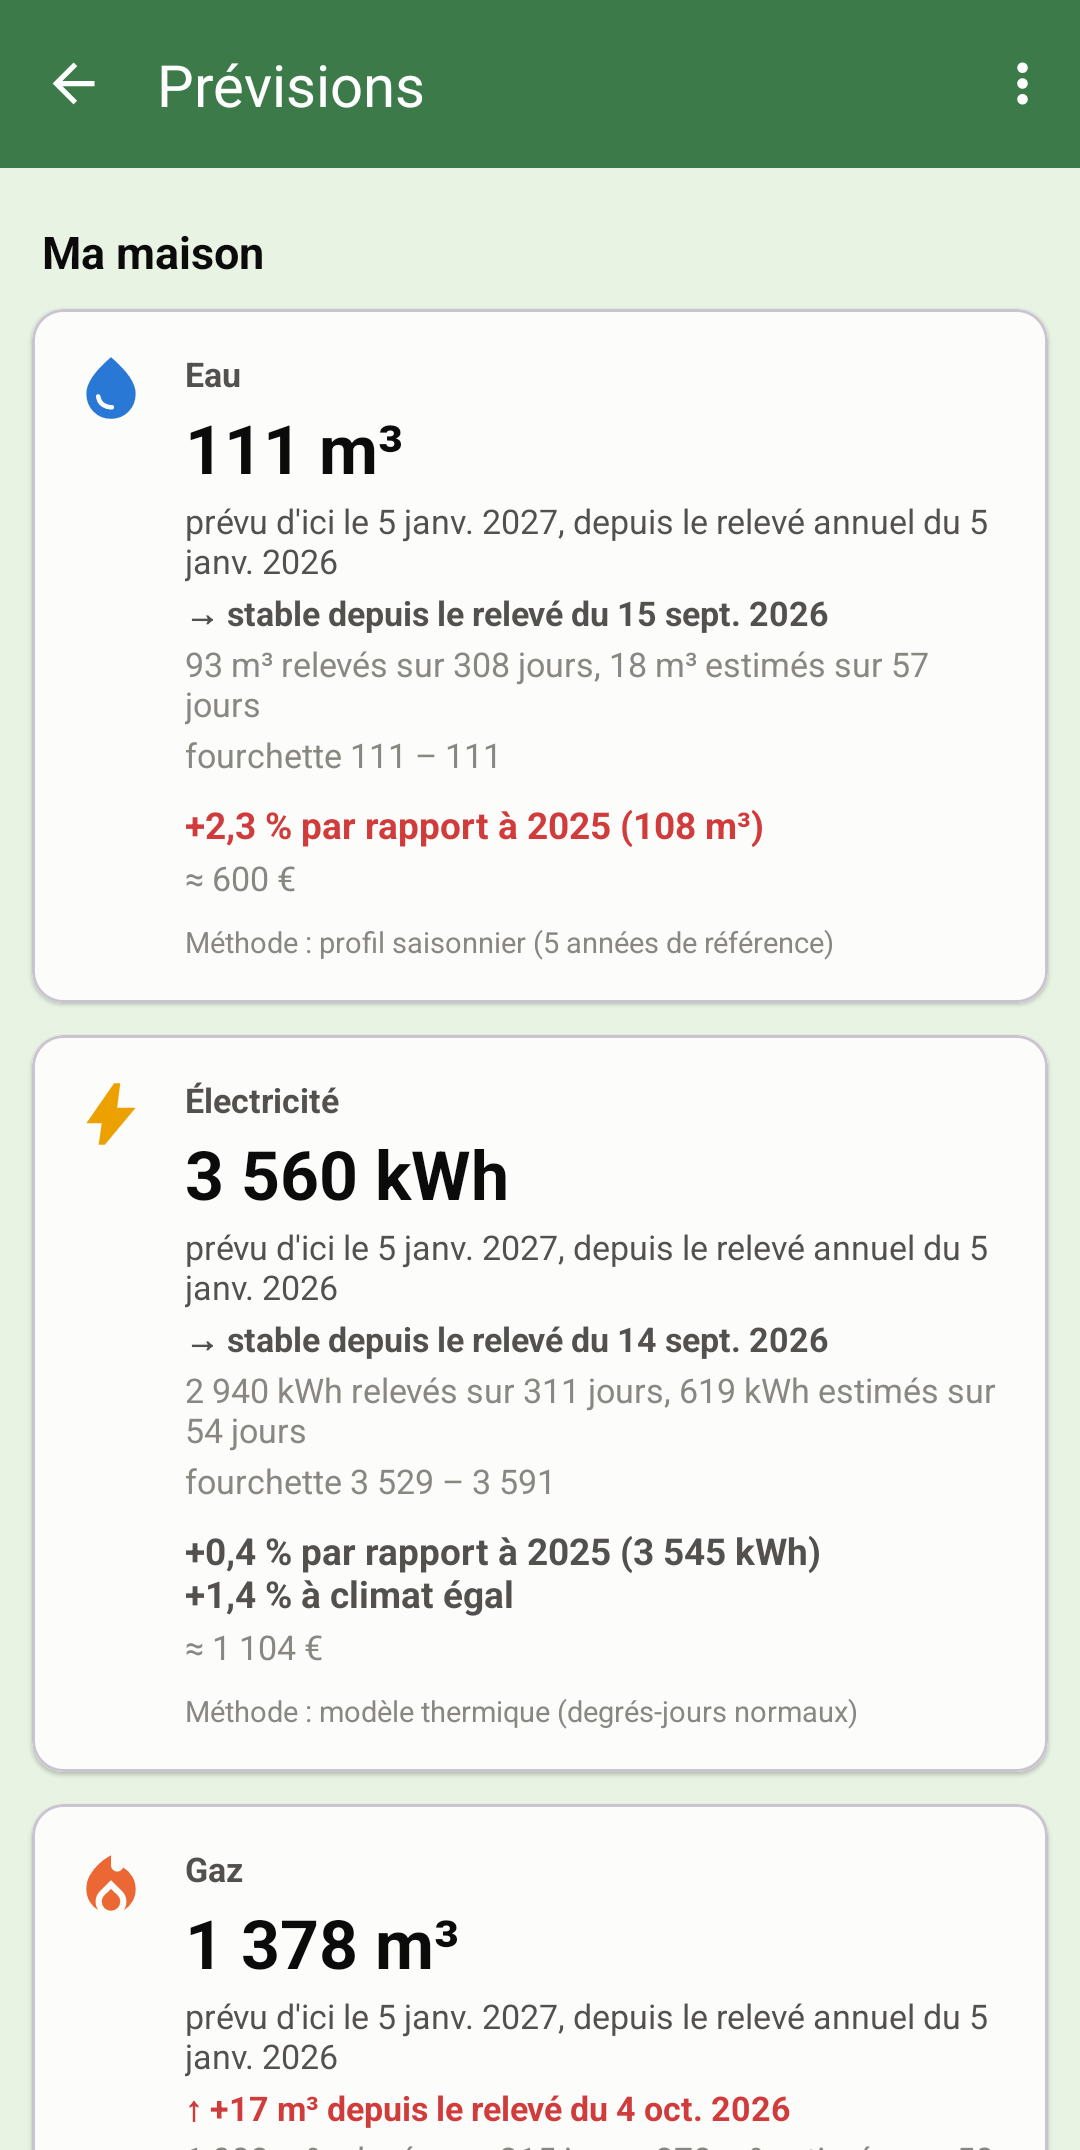 Prévisions
Ma maison
Eau
111 m³
prévu d'ici le 5 janv. 2027, depuis le relevé annuel du 5
janv. 2026
→ stable depuis le relevé du 15 sept. 2026
93 m³ relevés sur 308 jours, 18 m³ estimés sur 57
jours
fourchette 111 – 111
+2,3 % par rapport à 2025 (108 m³)
≈ 600 €
Méthode : profil saisonnier (5 années de référence)
Électricité
3 560 kWh
prévu d'ici le 5 janv. 2027, depuis le relevé annuel du 5
janv. 2026
→ stable depuis le relevé du 14 sept. 2026
2 940 kWh relevés sur 311 jours, 619 kWh estimés sur
54 jours
fourchette 3 529 – 3 591
+0,4 % par rapport à 2025 (3 545 kWh)
+1,4 % à climat égal
≈ 1 104 €
Méthode : modèle thermique (degrés-jours normaux)
Gaz
1 378 m³
prévu d'ici le 5 janv. 2027, depuis le relevé annuel du 5
janv. 2026
↑ +17 m³ depuis le relevé du 4 oct. 2026